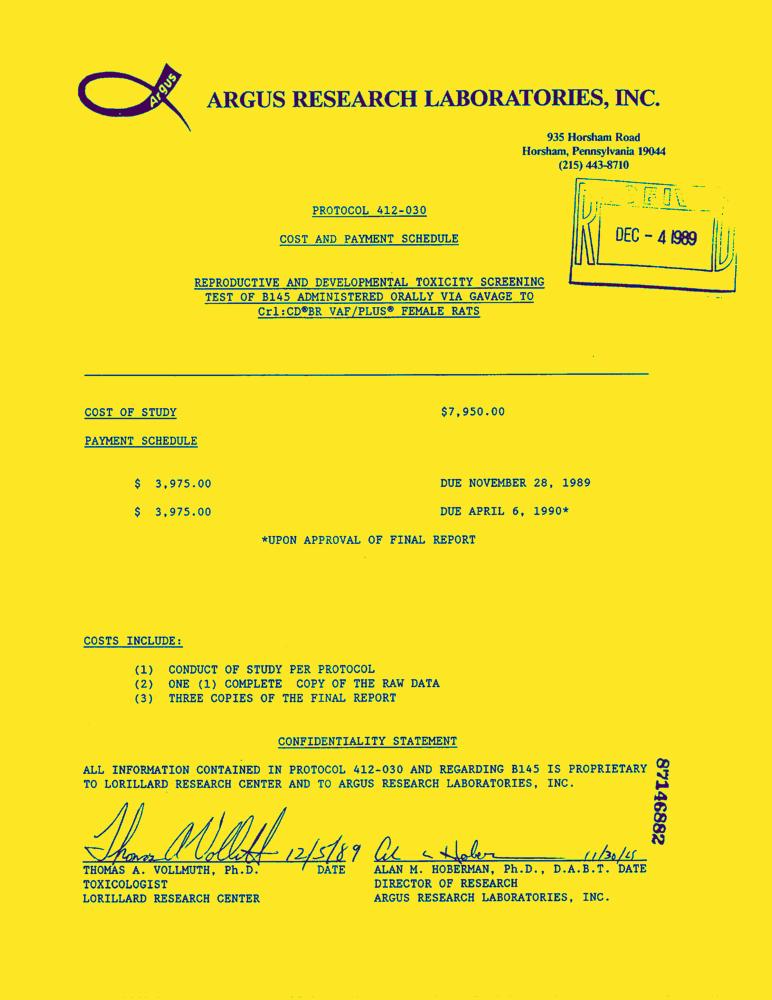 Argus
ARGUS RESEARCH LABORATORIES, INC.
935 Horsham Road
Horsham, Pennsylvania 19044
(215) 443-8710
PROTOCOL 412-030
DEC - 4 1989
COST AND PAYMENT SCHEDULE
REPRODUCTIVE AND DEVELOPMENTAL TOXICITY SCREENING
TEST OF B145 ADMINISTERED ORALLY VIA GAVAGE TO
Crl:CD®BR VAF/PLUS® FEMALE RATS
COST OF STUDY $7,950.00
PAYMENT SCHEDULE
$ 3,975.00 DUE NOVEMBER 28, 1989
$ 3,975.00 DUE APRIL 6, 1990*
*UPON APPROVAL OF FINAL REPORT
COSTS INCLUDE:
(1) CONDUCT OF STUDY PER PROTOCOL
(2) ONE (1) COMPLETE COPY OF THE RAW DATA
(3) THREE COPIES OF THE FINAL REPORT
CONFIDENTIALITY STATEMENT
ALL INFORMATION CONTAINED IN PROTOCOL 412-030 AND REGARDING B145 IS PROPRIETARY
TO LORILLARD RESEARCH CENTER AND TO ARGUS RESEARCH LABORATORIES, INC.
87146882
Thomas A Vollmuth 12/5/89
THOMAS A. VOLLMUTH, Ph.D. DATE ALAN M. HOBERMAN, Ph.D., D.A.B.T. DATE
TOXICOLOGIST DIRECTOR OF RESEARCH
LORILLARD RESEARCH CENTER ARGUS RESEARCH LABORATORIES, INC.